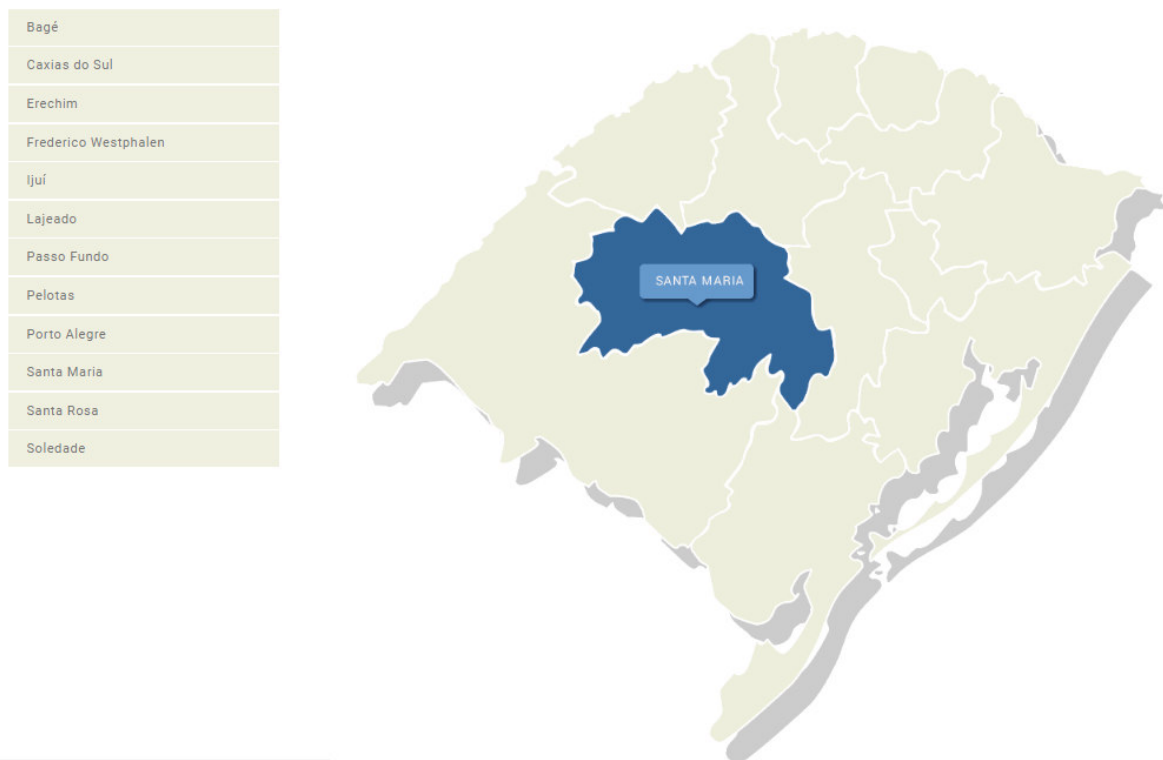 Bagé
Caxias do Sul
Erechim
Frederico Westphalen
Ijuí
Lajeado
Passo Fundo
Pelotas
Porto Alegre
Santa Maria
Santa Rosa
Soledade
SANTA MARIA